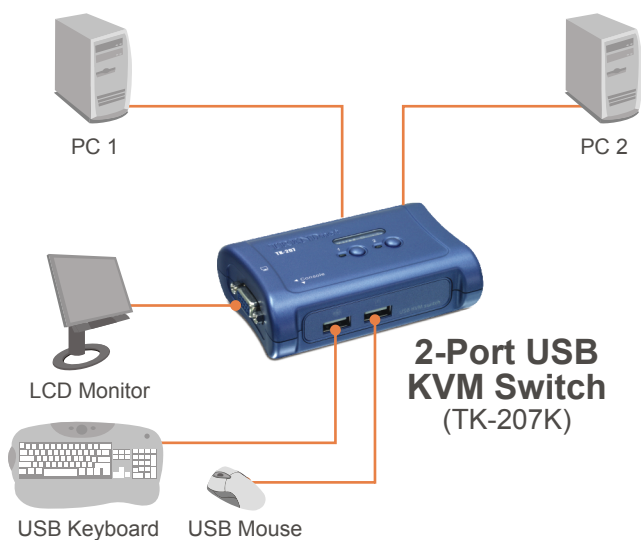 PC 1
PC 2
TK-207
Console
LCD Monitor
2-Port USB
KVM Switch
(TK-207K)
USB Keyboard
USB Mouse